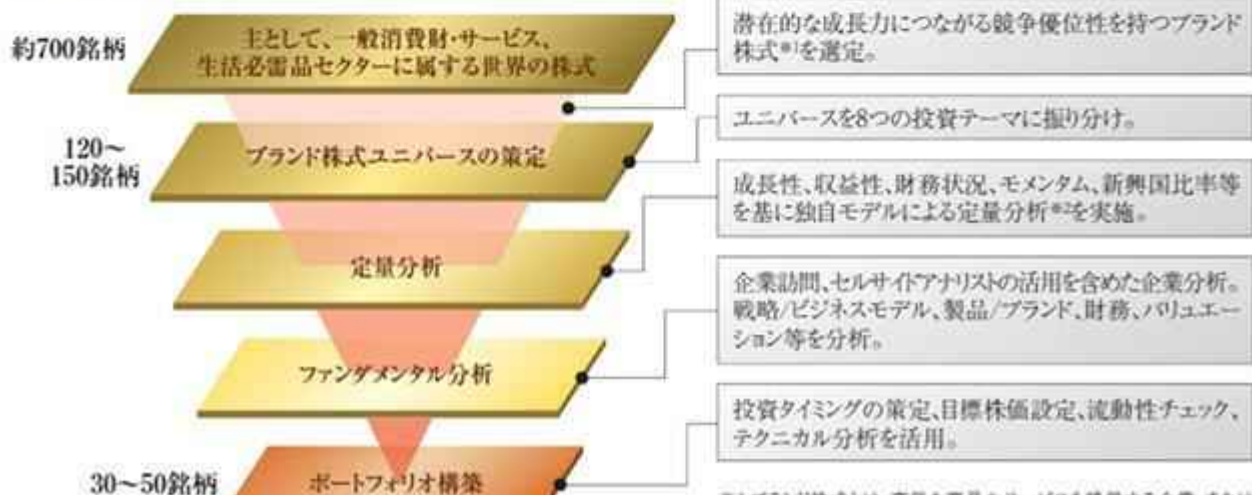 約700銘柄
主として、一般消費財・サービス、
生活必需品セクターに属する世界の株式
潜在的な成長力につながる競争優位性を持つブランド
株式※1を選定。
120～
150銘柄
ブランド株式ユニバースの策定
ユニバースを8つの投資テーマに振り分け。
定量分析
成長性、収益性、財務状況、モメンタム、新興国比率等
を基に独自モデルによる定量分析※2を実施。
ファンダメンタル分析
企業訪問、セルサイドアナリストの活用を含めた企業分析。
戦略/ビジネスモデル、製品/ブランド、財務、バリュエー
ション等を分析。
30～50銘柄
ポートフォリオ構築
投資タイミングの策定、目標株価設定、流動性チェック、
テクニカル分析を活用。